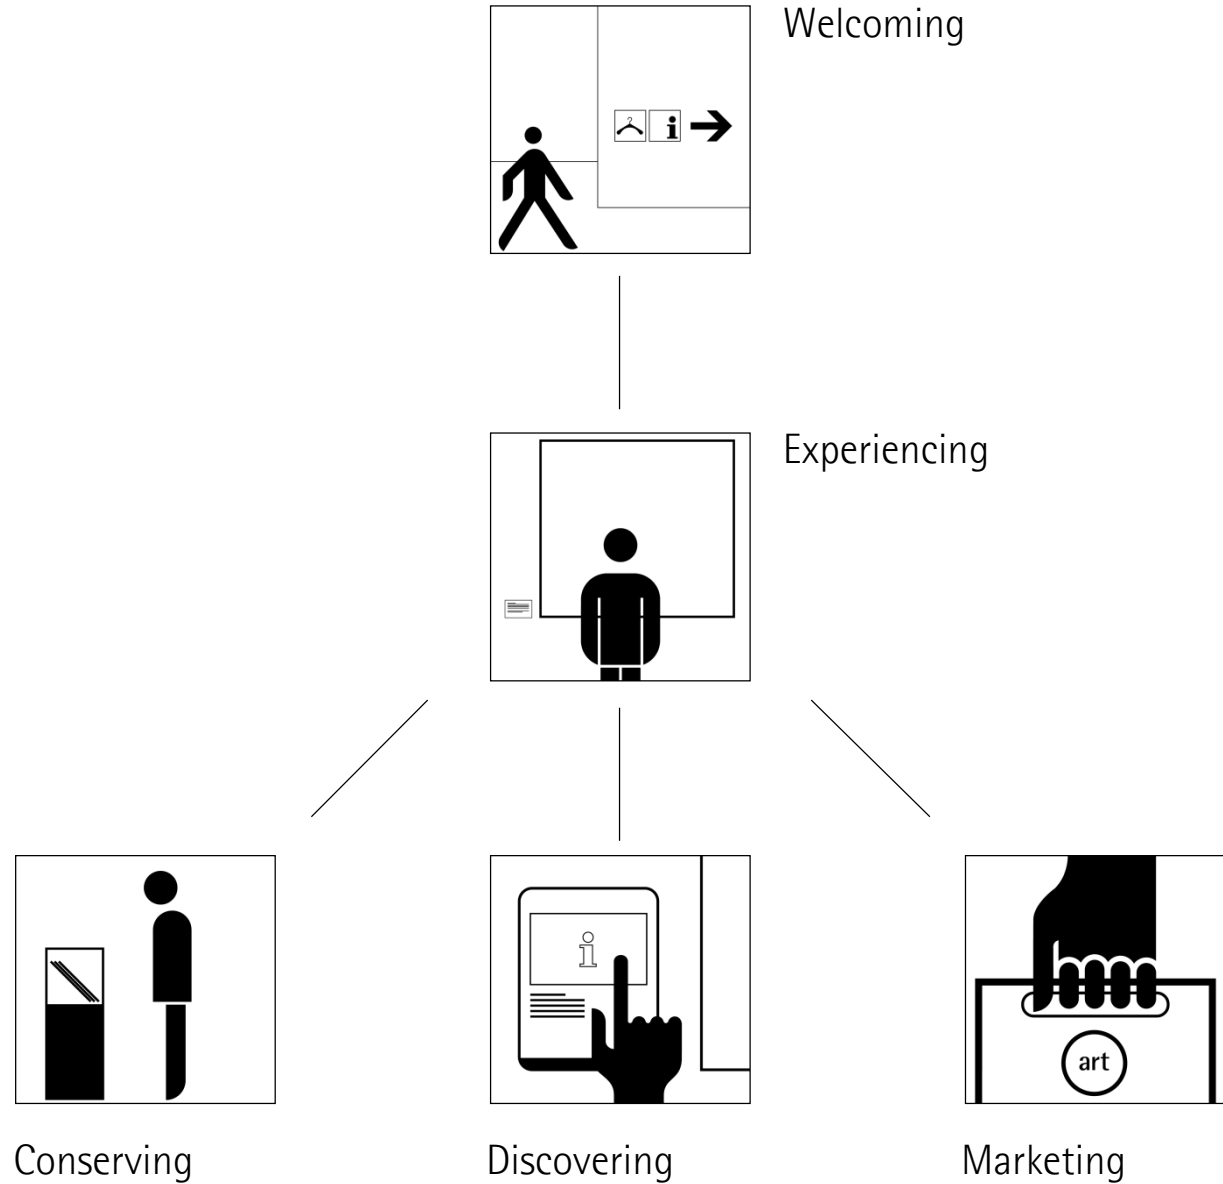 Welcoming
i
Experiencing
i
art
Conserving
Discovering
Marketing